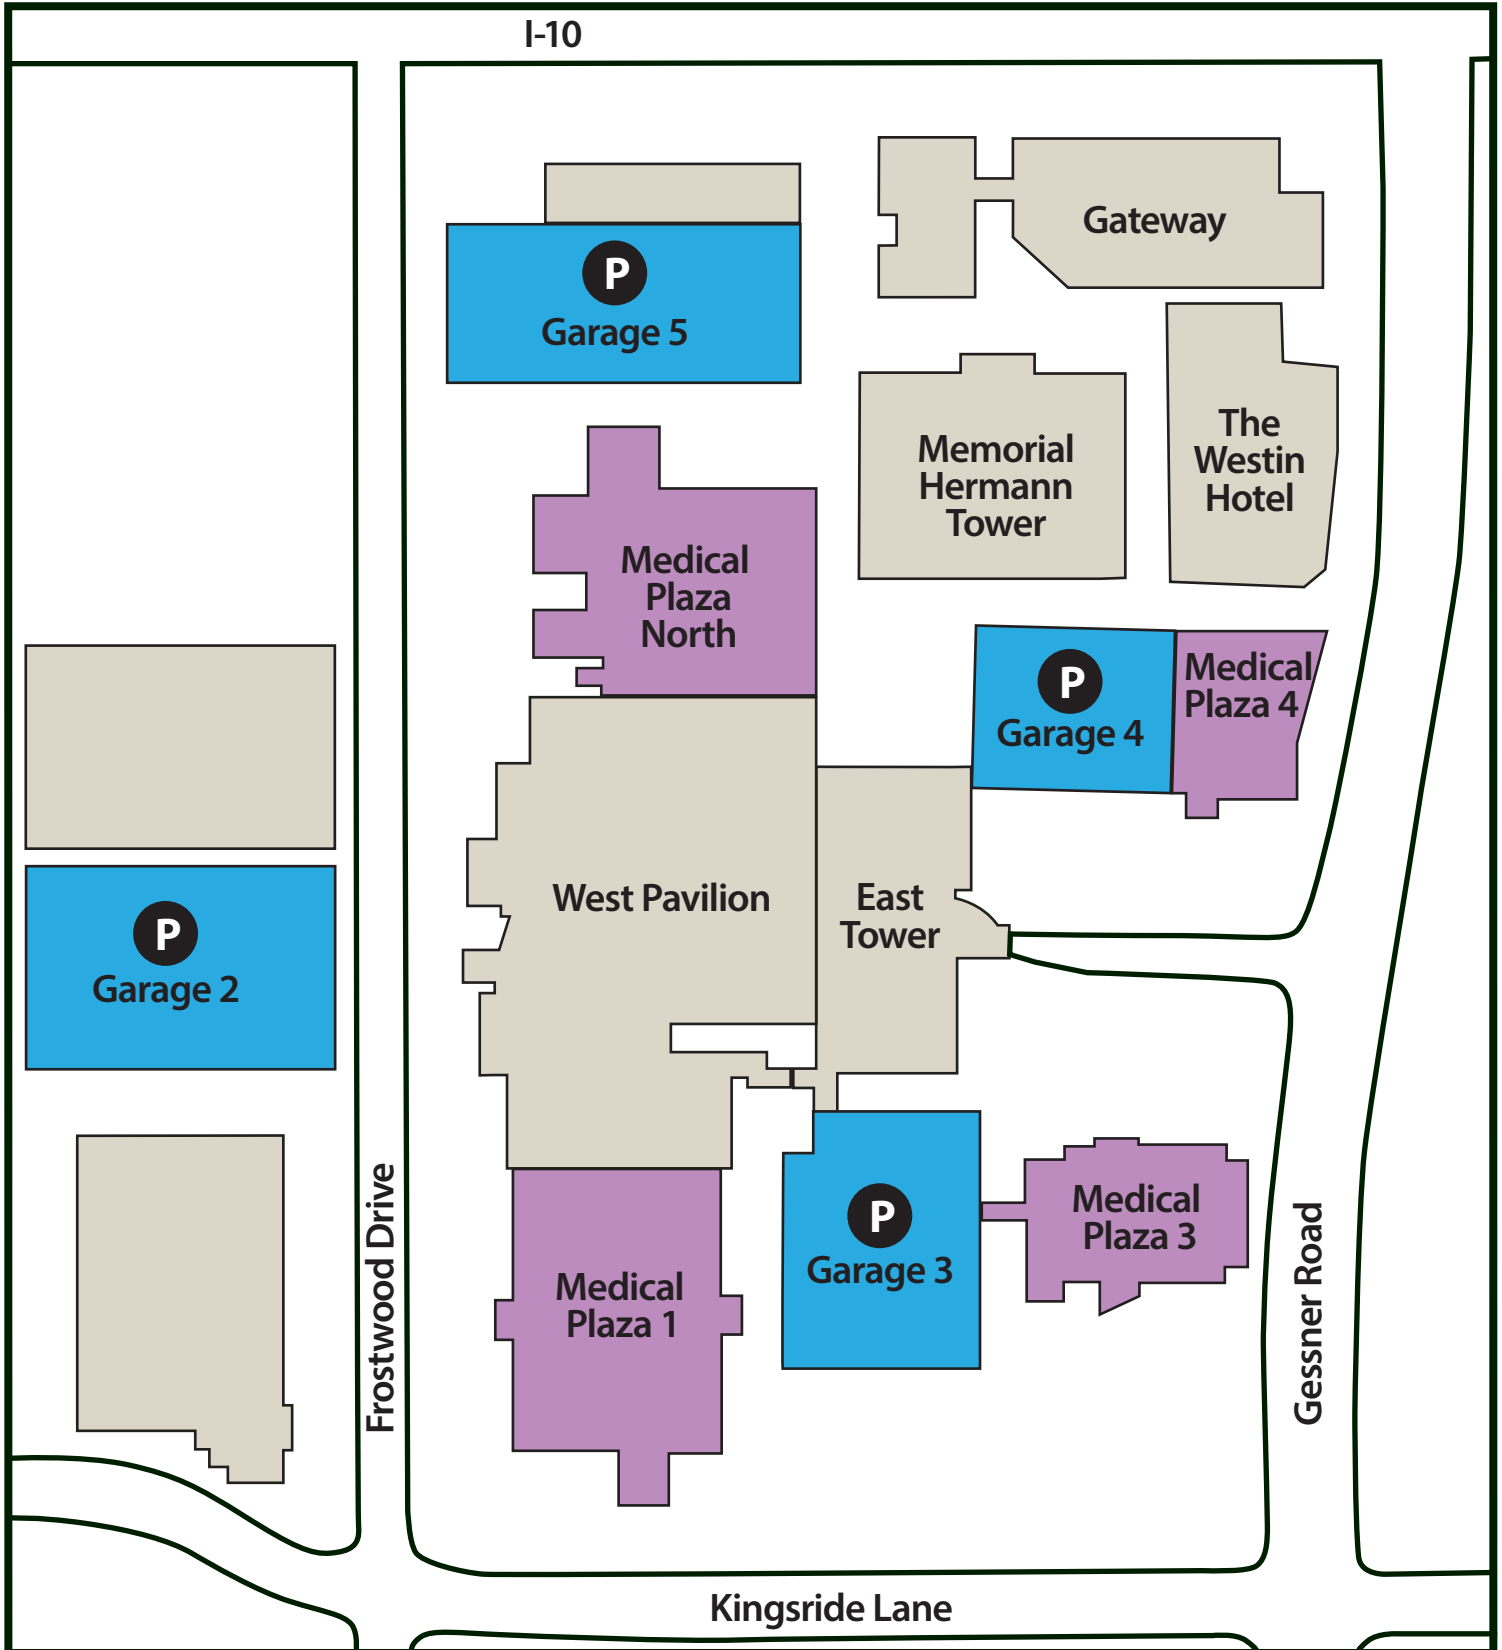 I-10
Gateway
P
Garage 5
The
Westin
Hotel
Memorial
Hermann
Tower
Medical
Plaza
North
Medical
Plaza 4
P
Garage 4
West Pavilion
East
Tower
P
Garage 2
Medical
Plaza 3
P
Garage 3
Medical
Plaza 1
Frostwood Drive
Gessner Road
Kingsride Lane